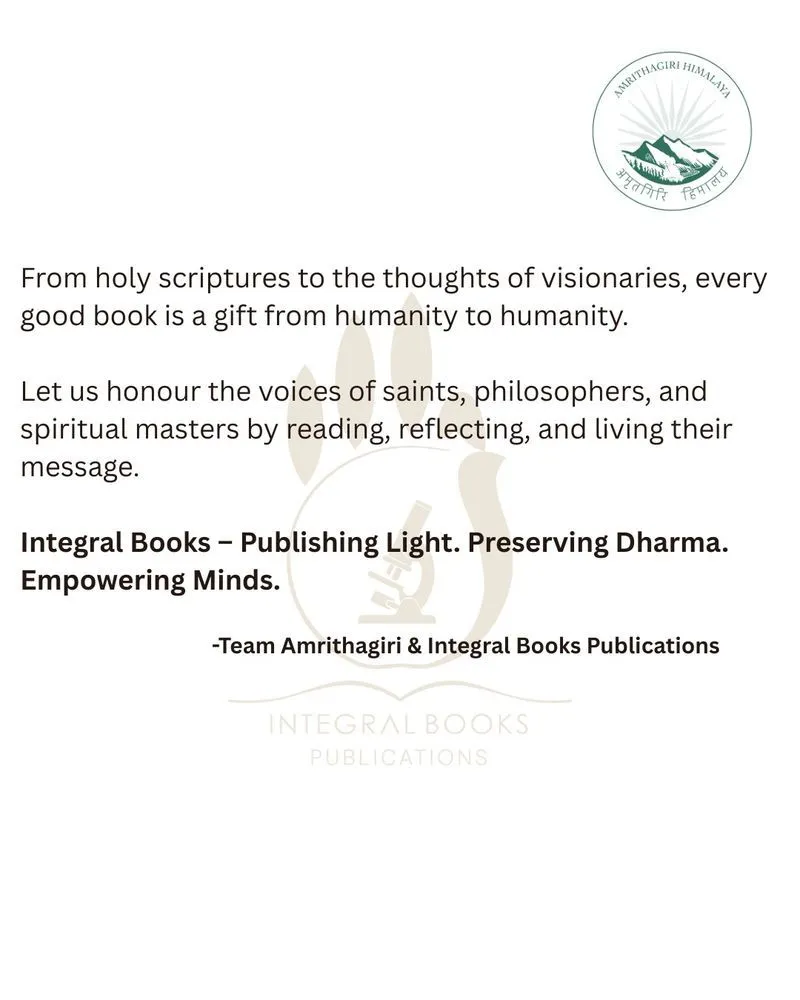 AMRITHAGIRI HIMALAYA
अमृतगिरि हिमालय
From holy scriptures to the thoughts of visionaries, every
good book is a gift from humanity to humanity.
Let us honour the voices of saints, philosophers, and
spiritual masters by reading, reflecting, and living their
message.
Integral Books – Publishing Light. Preserving Dharma.
Empowering Minds.
-Team Amrithagiri & Integral Books Publications
INTEGRAL BOOKS
PUBLICATIONS